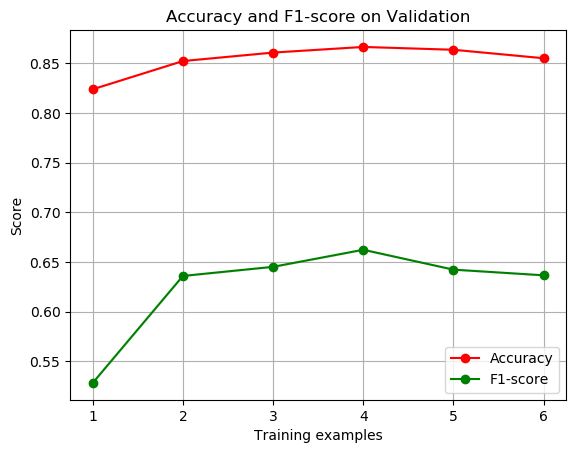 Accuracy and F1-score on Validation
0.85
0.80
0.75
0.70
0.65
0.60
0.55
Score
Accuracy
F1-score
1 2 3 4 5 6
Training examples